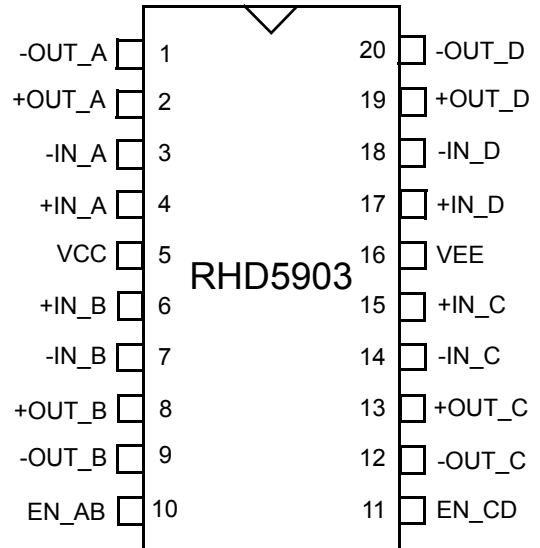 -OUT_A 1 20 -OUT_D
+OUT_A 2 19 +OUT_D
-IN_A 3 18 -IN_D
+IN_A 4 17 +IN_D
VCC 5 16 VEE
RHD5903
+IN_B 6 15 +IN_C
-IN_B 7 14 -IN_C
+OUT_B 8 13 +OUT_C
-OUT_B 9 12 -OUT_C
EN_AB 10 11 EN_CD